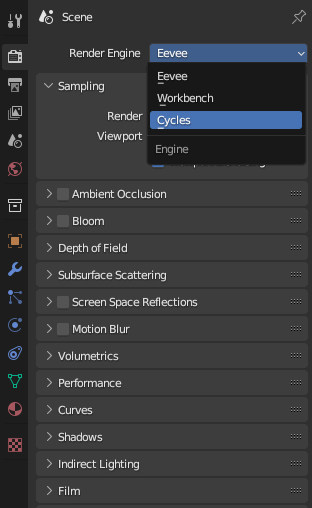 Scene
Render Engine Eevee
Eevee
Workbench
Cycles
Engine
Sampling
Render
Viewport
Ambient Occlusion
Bloom
Depth of Field
Subsurface Scattering
Screen Space Reflections
Motion Blur
Volumetrics
Performance
Curves
Shadows
Indirect Lighting
Film